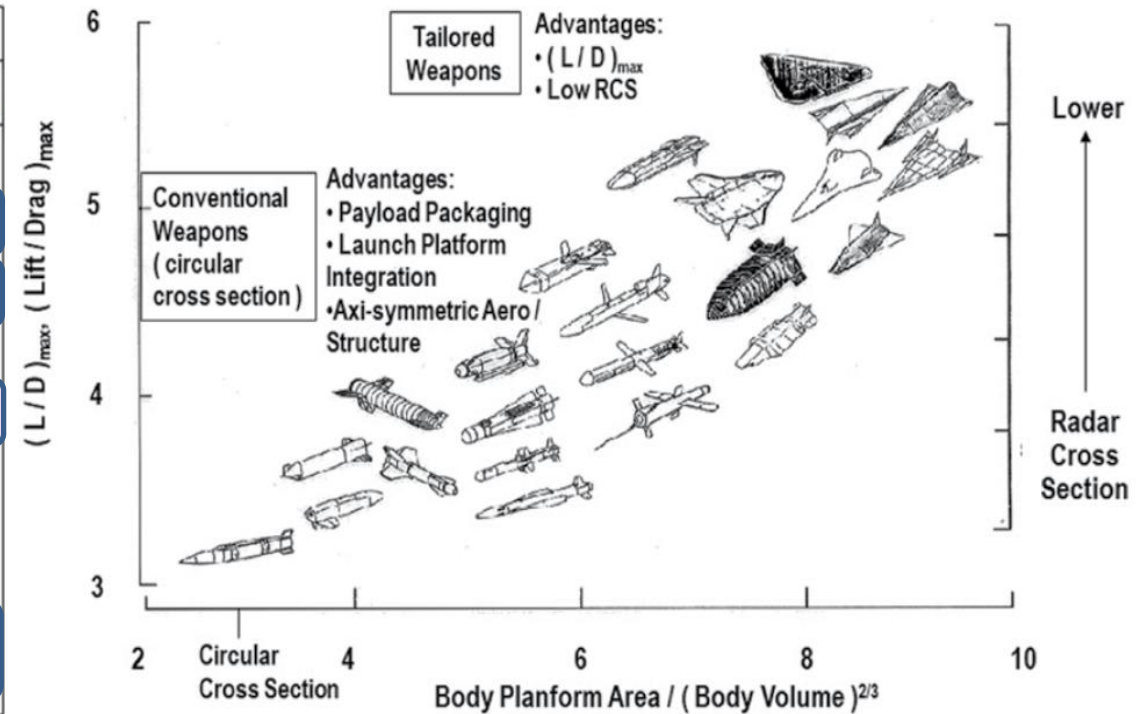 6
5
4
3
( L / D )max, ( Lift / Drag )max
Tailored
Weapons
Advantages:
• ( L / D )max
• Low RCS
Conventional
Weapons
( circular
cross section )
Advantages:
• Payload Packaging
• Launch Platform
Integration
•Axi-symmetric Aero /
Structure
Lower
Radar
Cross
Section
2
4
6
8
10
Circular
Cross Section
Body Planform Area / ( Body Volume )2/3